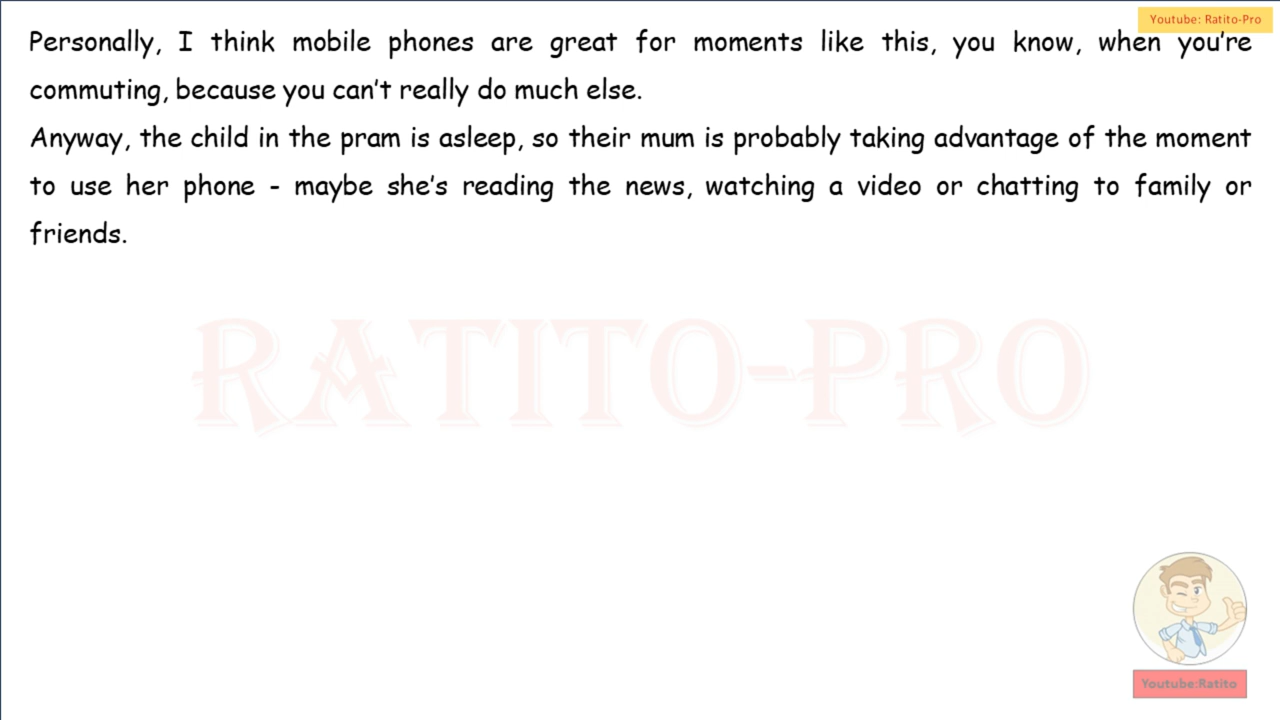 Youtube: Ratito-Pro
Personally, I think mobile phones are great for moments like this, you know, when you're
commuting, because you can't really do much else.
Anyway, the child in the pram is asleep, so their mum is probably taking advantage of the moment
to use her phone - maybe she's reading the news, watching a video or chatting to family or
friends.
RATITO-PRO
Youtube:Ratito